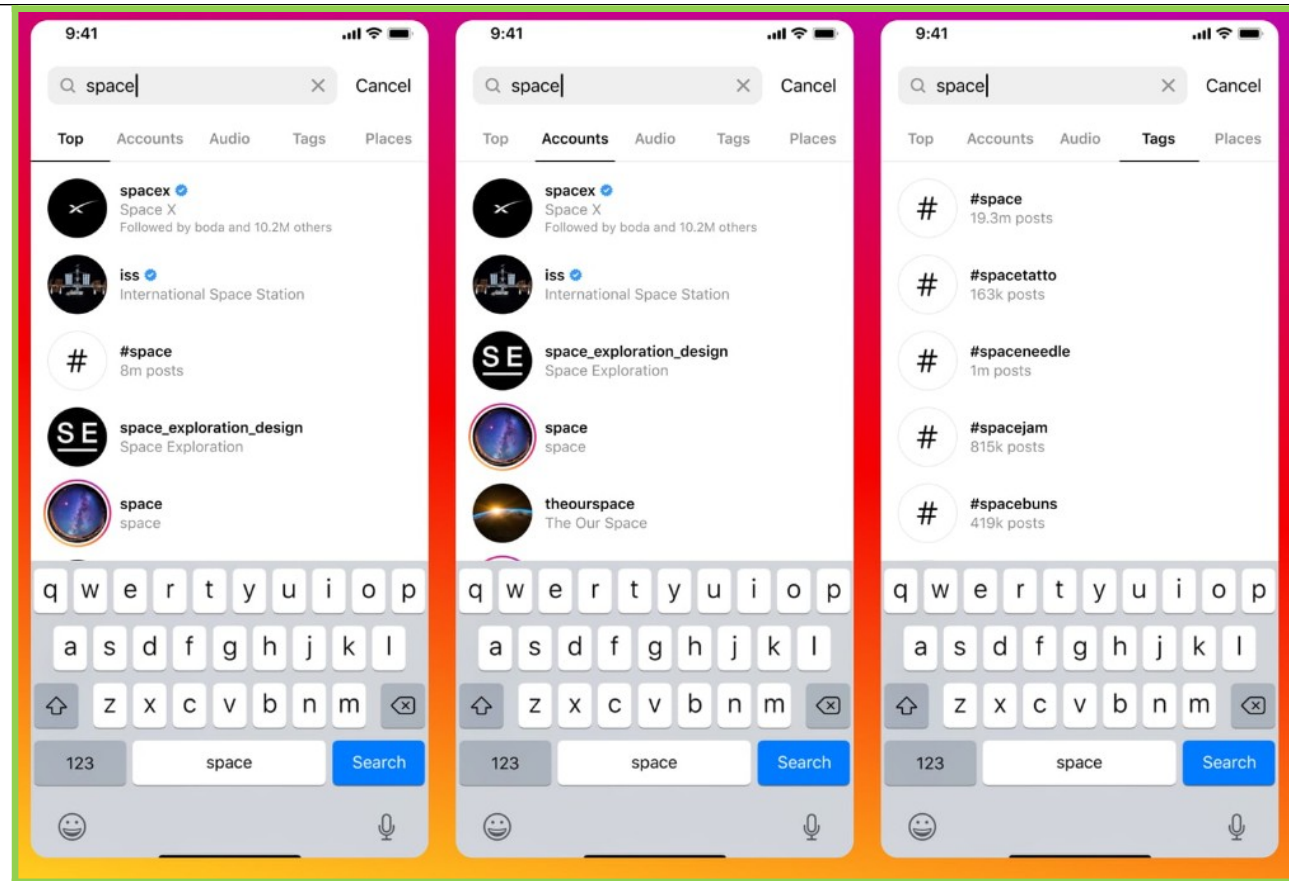 9:41
space
Cancel
Top Accounts Audio Tags Places
spacex
Space X
Followed by boda and 10.2M others
iss
International Space Station
#
#space
8m posts
SE
space_exploration_design
Space Exploration
space
space
q w e r t y u i o p
a s d f g h j k l
z x c v b n m
123 space Search
9:41
space
Cancel
Top Accounts Audio Tags Places
spacex
Space X
Followed by boda and 10.2M others
iss
International Space Station
SE
space_exploration_design
Space Exploration
space
space
theourspace
The Our Space
q w e r t y u i o p
a s d f g h j k l
z x c v b n m
123 space Search
9:41
space
Cancel
Top Accounts Audio Tags Places
#
#space
19.3m posts
#
#spacetatto
163k posts
#
#spaceneedle
1m posts
#
#spacejam
815k posts
#
#spacebuns
419k posts
q w e r t y u i o p
a s d f g h j k l
z x c v b n m
123 space Search